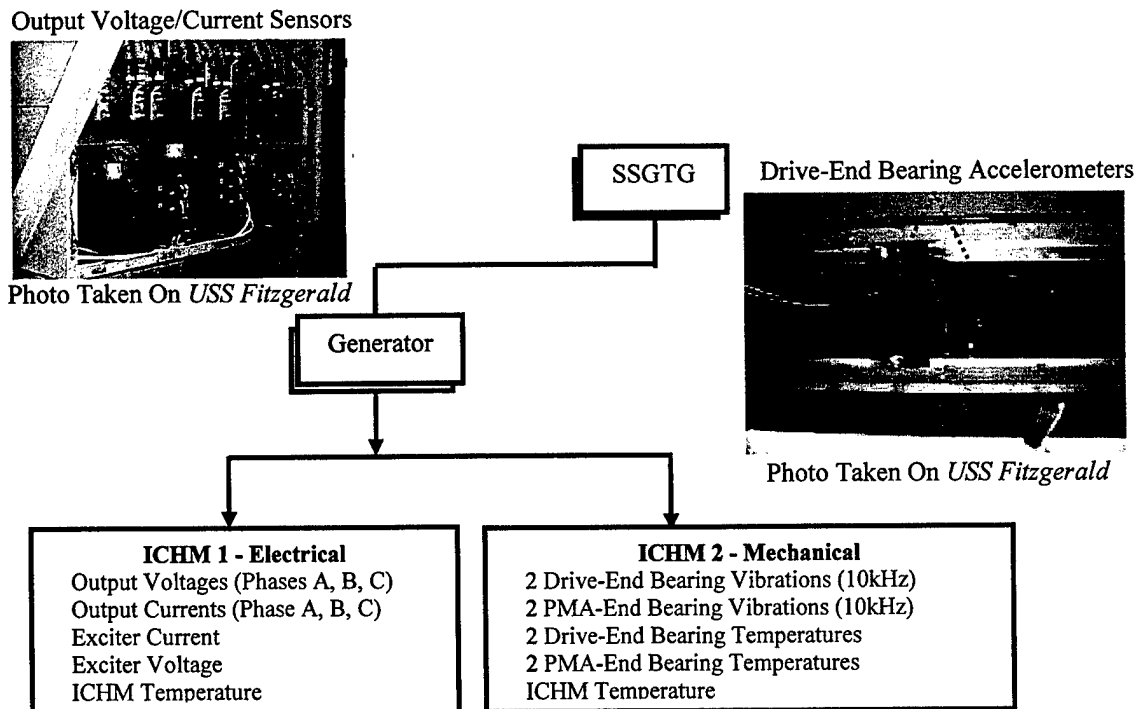 Output Voltage/Current Sensors
Photo Taken On USS Fitzgerald
SSGTG
Drive-End Bearing Accelerometers
Photo Taken On USS Fitzgerald
Generator
ICHM 1 - Electrical
Output Voltages (Phases A, B, C)
Output Currents (Phase A, B, C)
Exciter Current
Exciter Voltage
ICHM Temperature
ICHM 2 - Mechanical
2 Drive-End Bearing Vibrations (10kHz)
2 PMA-End Bearing Vibrations (10kHz)
2 Drive-End Bearing Temperatures
2 PMA-End Bearing Temperatures
ICHM Temperature